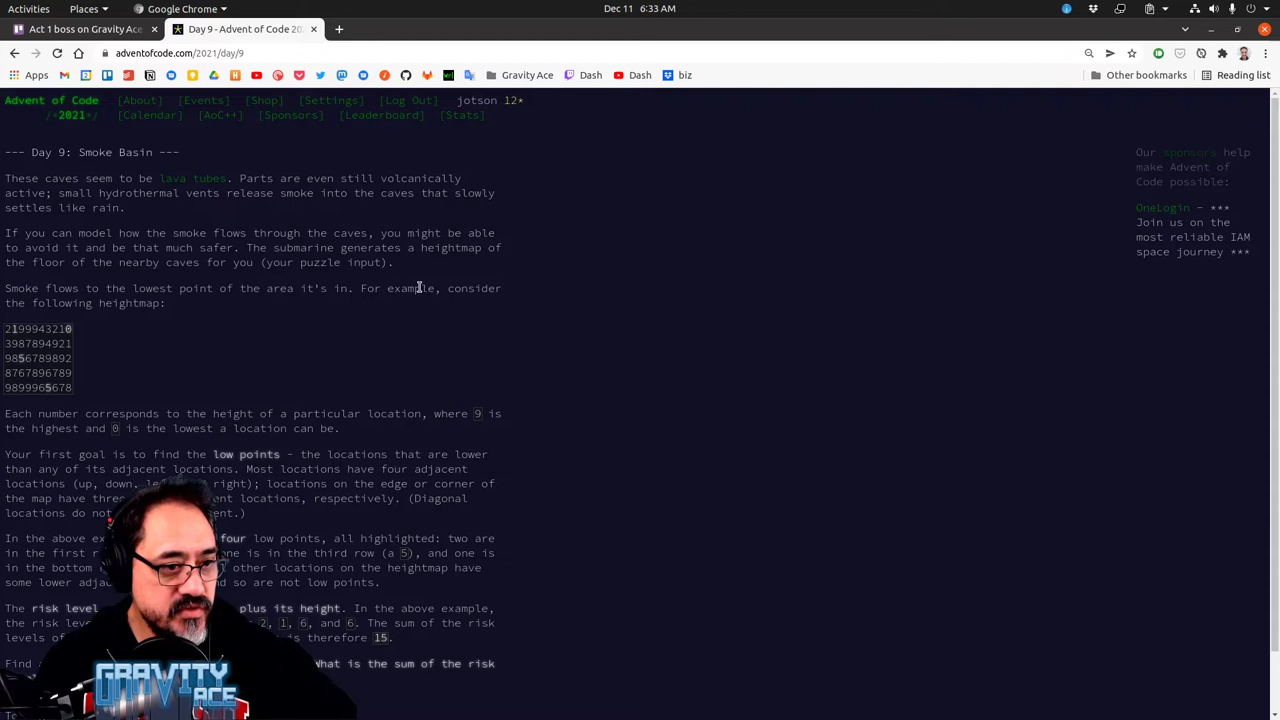 Activities Places Google Chrome Dec 11 6:33 AM
Act 1 boss on Gravity Ace Day 9 - Advent of Code 202
adventofcode.com/2021/day/9
Apps Gravity Ace Dash Dash biz Other bookmarks Reading list
Advent of Code [About] [Events] [Shop] [Settings] [Log Out] jotson 12*
/*2021*/ [Calendar] [AoC++] [Sponsors] [Leaderboard] [Stats]
--- Day 9: Smoke Basin ---
These caves seem to be lava tubes. Parts are even still volcanically
active; small hydrothermal vents release smoke into the caves that slowly
settles like rain.
If you can model how the smoke flows through the caves, you might be able
to avoid it and be that much safer. The submarine generates a heightmap of
the floor of the nearby caves for you (your puzzle input).
Smoke flows to the lowest point of the area it's in. For example, consider
the following heightmap:
2199943210
3987894921
9856789892
8767896789
9899965678
Each number corresponds to the height of a particular location, where 9 is
the highest and 0 is the lowest a location can be.
Your first goal is to find the low points - the locations that are lower
than any of its adjacent locations. Most locations have four adjacent
locations (up, down, right); locations on the edge or corner of
the map have three ent locations, respectively. (Diagonal
locations do not ent.)
In the above ex four low points, all highlighted: two are
in the first r one is in the third row (a 5), and one is
in the bottom other locations on the heightmap have
some lower adja nd so are not low points.
The risk level plus its height. In the above example,
the risk leve 2, 1, 6, and 6. The sum of the risk
levels of is therefore 15.
Find a What is the sum of the risk
Our sponsors help
make Advent of
Code possible:
OneLogin - ***
Join us on the
most reliable IAM
space journey ***
GRAVITY
ACE